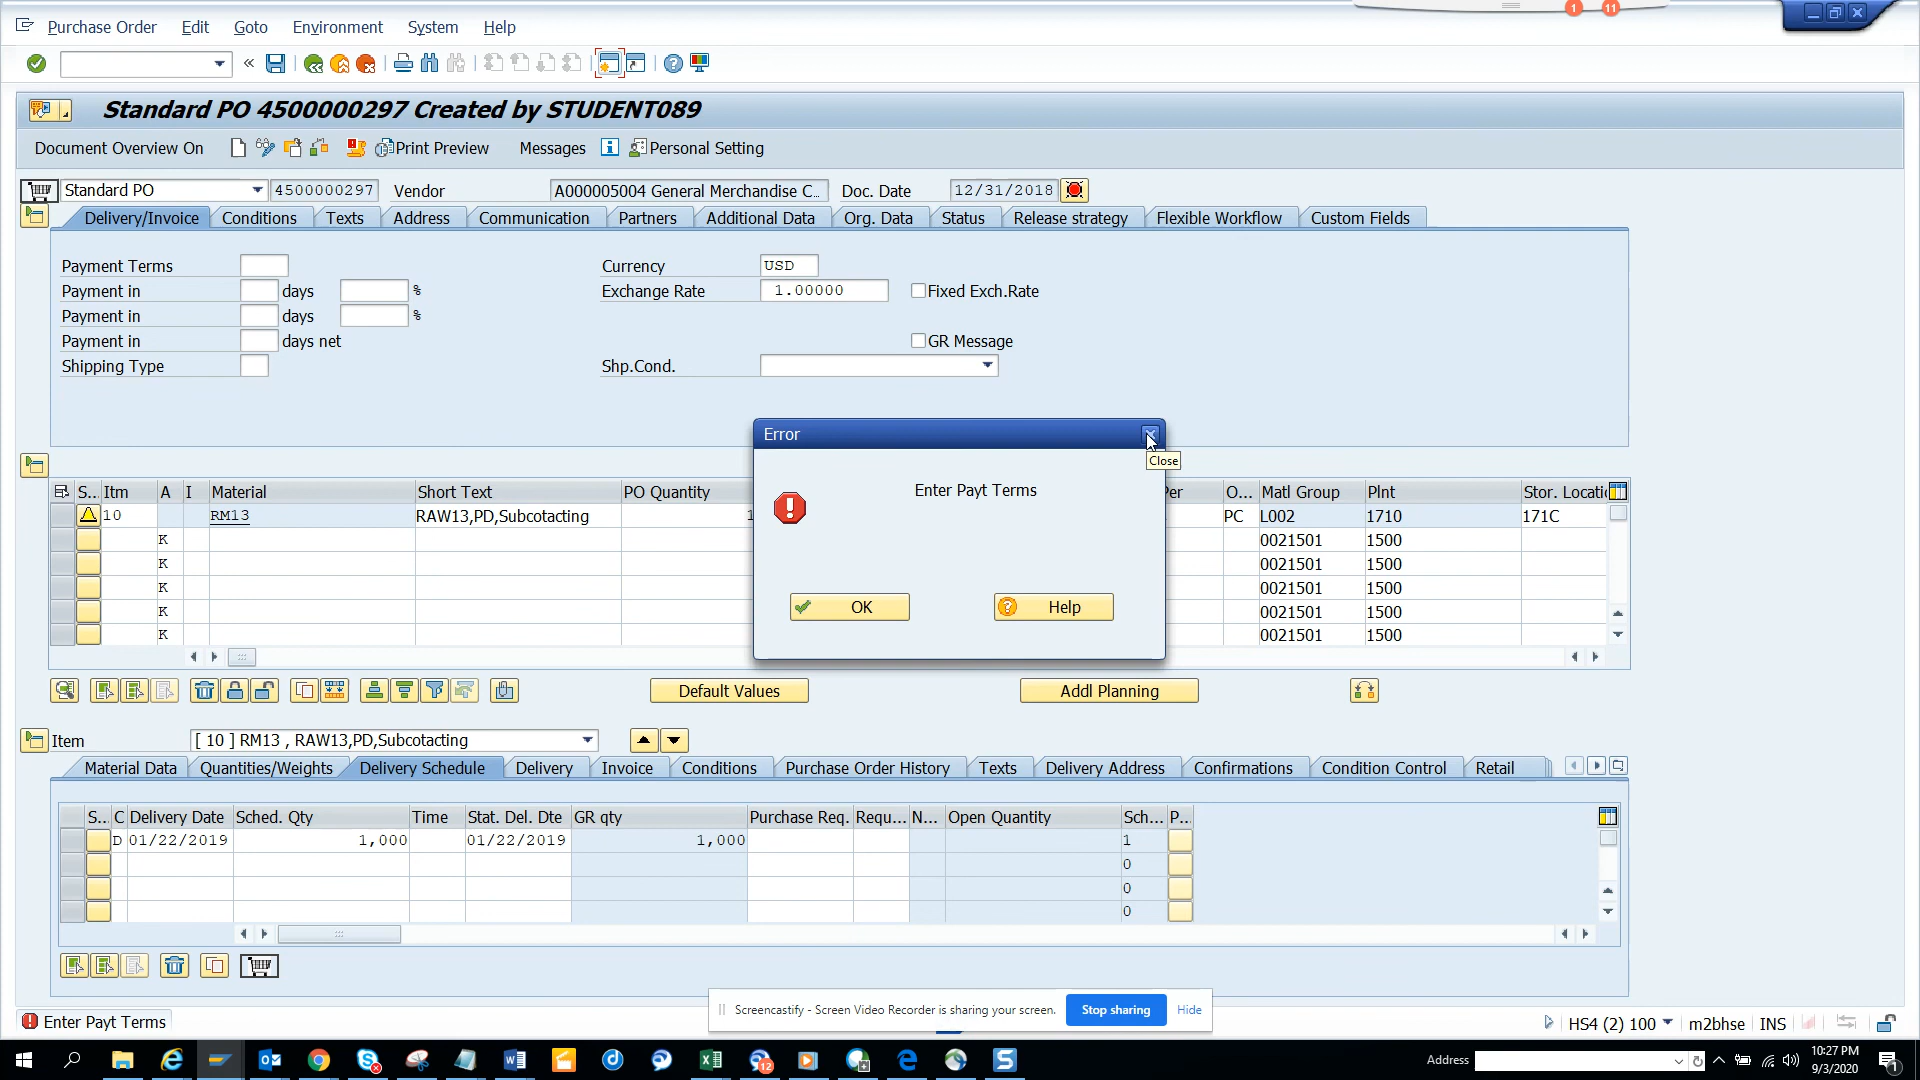 1 11
Purchase Order Edit Goto Environment System Help
Standard PO 4500000297 Created by STUDENT089
Document Overview On Print Preview Messages Personal Setting
Standard PO 4500000297 Vendor A000005004 General Merchandise C... Doc. Date 12/31/2018
Delivery/Invoice Conditions Texts Address Communication Partners Additional Data Org. Data Status Release strategy Flexible Workflow Custom Fields
Payment Terms Currency USD
Payment in days % Exchange Rate 1.00000 Fixed Exch.Rate
Payment in days %
Payment in days net GR Message
Shipping Type Shp.Cond.
Error
Close
Enter Payt Terms
OK Help
S... Itm A I Material Short Text PO Quantity Per O... Matl Group Plnt Stor. Locatio
10 RM13 RAW13,PD,Subcotacting 1 PC L002 1710 171C
K 0021501 1500
K 0021501 1500
K 0021501 1500
K 0021501 1500
K 0021501 1500
Default Values Addl Planning
Item [ 10 ] RM13 , RAW13,PD,Subcotacting
Material Data Quantities/Weights Delivery Schedule Delivery Invoice Conditions Purchase Order History Texts Delivery Address Confirmations Condition Control Retail
S... C Delivery Date Sched. Qty Time Stat. Del. Dte GR qty Purchase Req. Requ... N... Open Quantity Sch... P...
D 01/22/2019 1,000 01/22/2019 1,000 1
0
0
0
Screencastify - Screen Video Recorder is sharing your screen. Stop sharing Hide
Enter Payt Terms HS4 (2) 100 m2bhse INS
12 Address 10:27 PM
9/3/2020 1